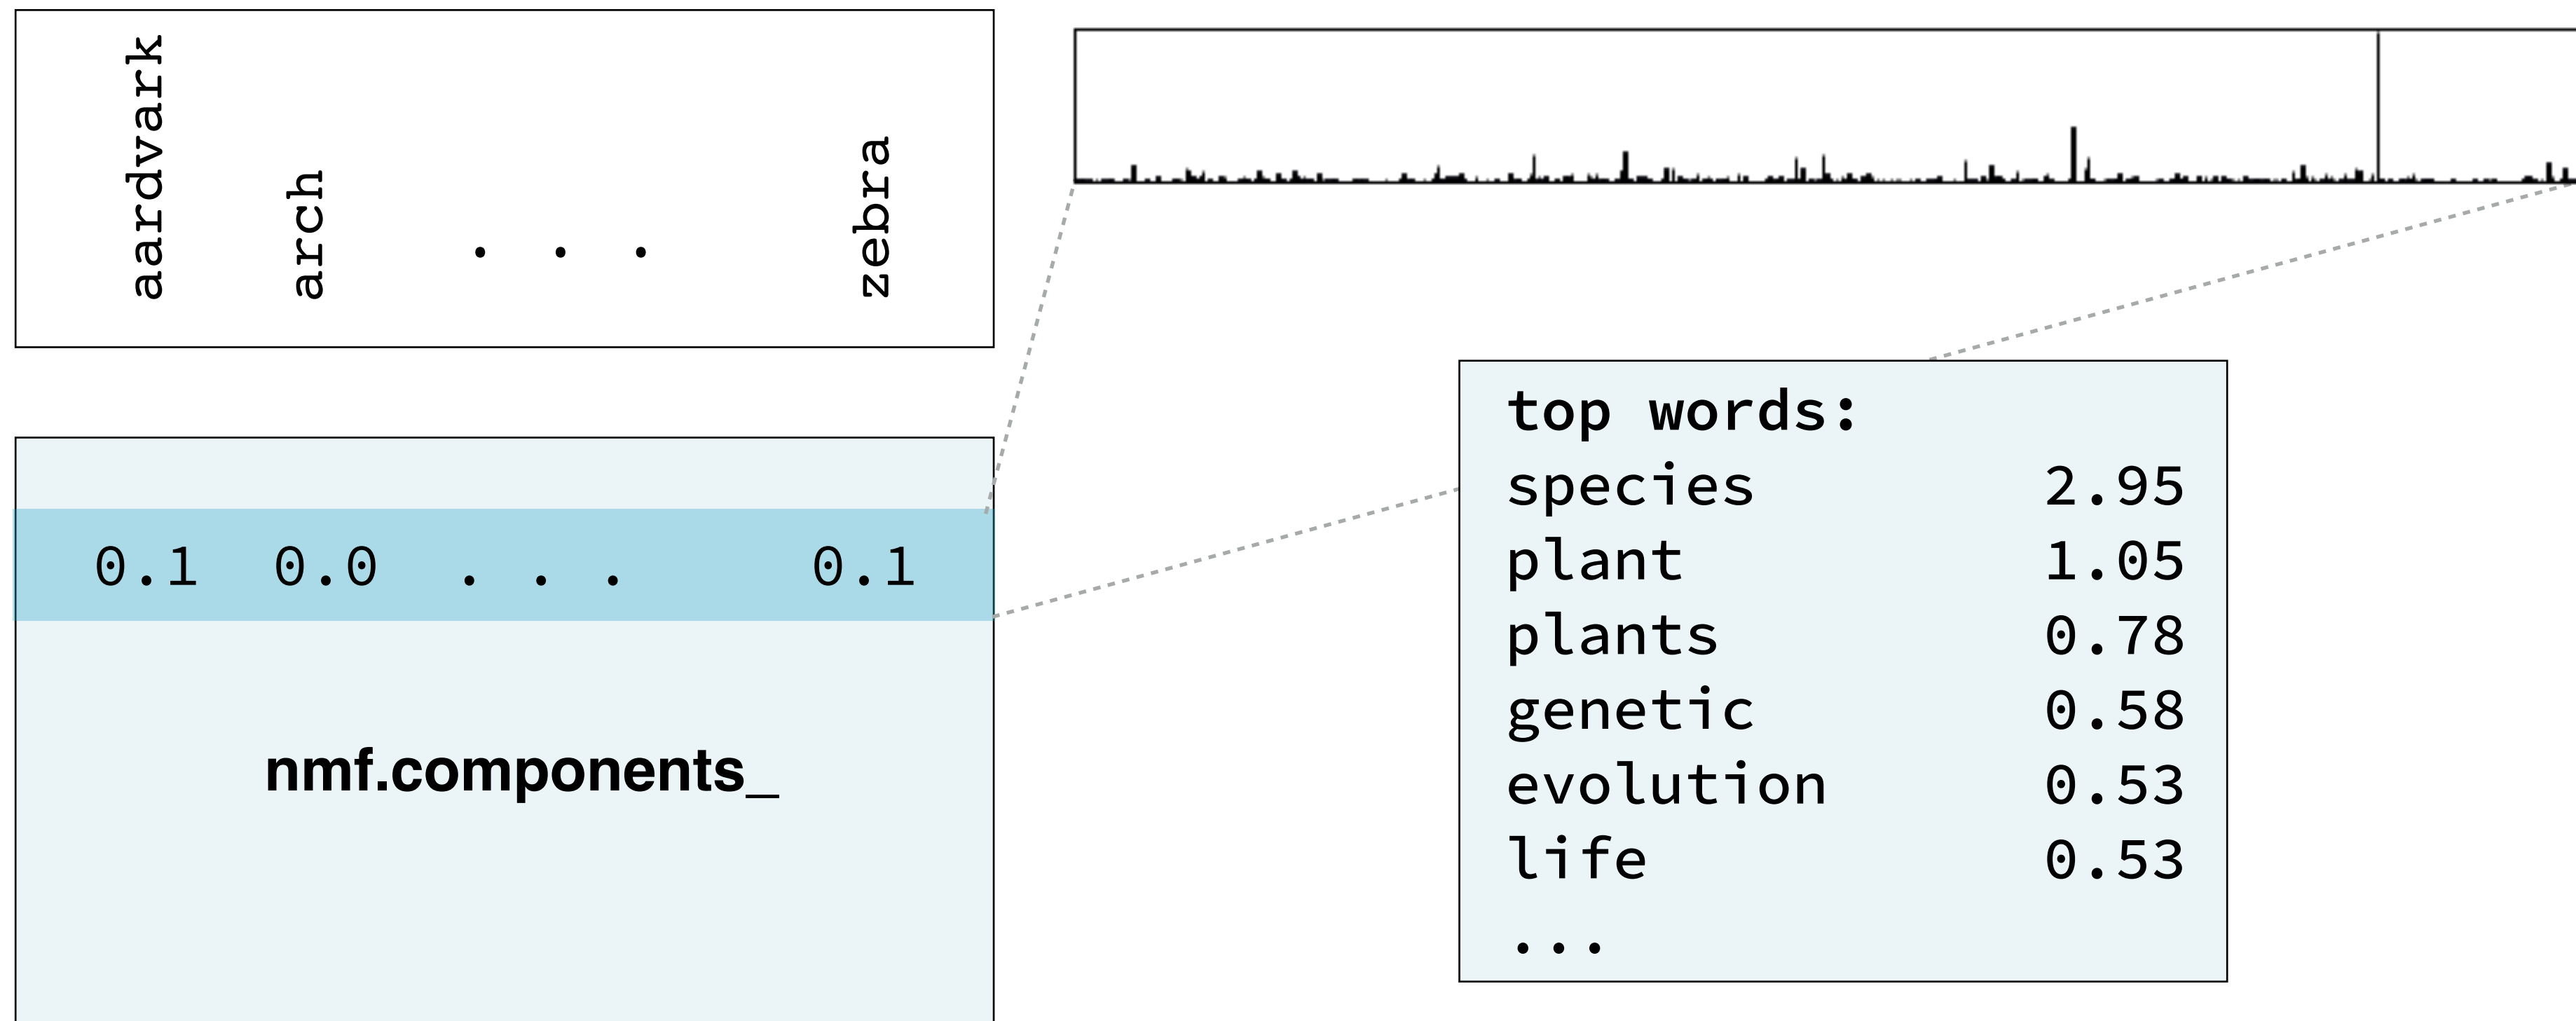 aardvark
arch
. . .
zebra
0.1 0.0 . . . 0.1
nmf.components_
top words:
species 2.95
plant 1.05
plants 0.78
genetic 0.58
evolution 0.53
life 0.53
...